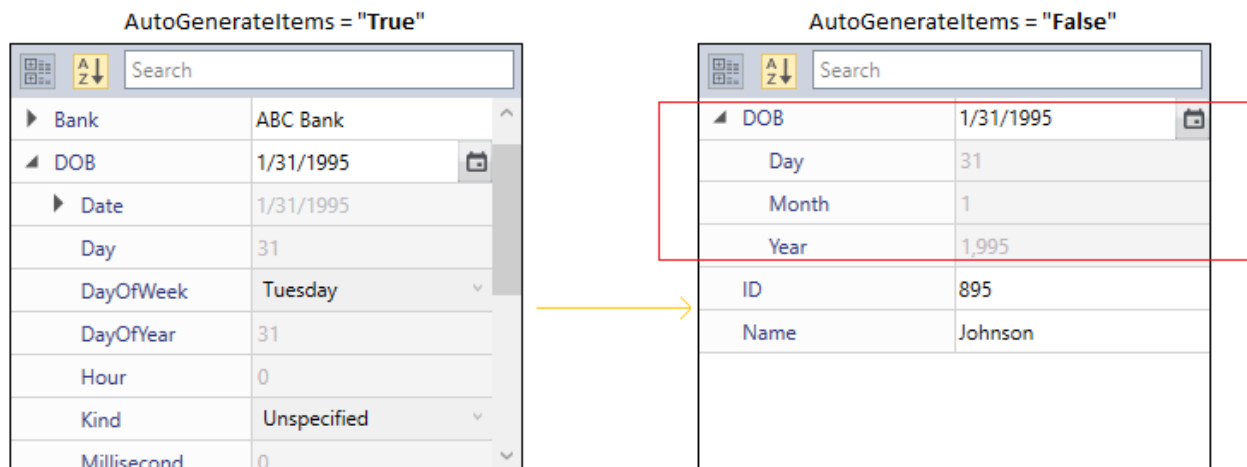 AutoGenerateItems = "True"
Search
Bank ABC Bank
DOB 1/31/1995
Date 1/31/1995
Day 31
DayOfWeek Tuesday
DayOfYear 31
Hour 0
Kind Unspecified
Millisecond 0
AutoGenerateItems = "False"
Search
DOB 1/31/1995
Day 31
Month 1
Year 1,995
ID 895
Name Johnson